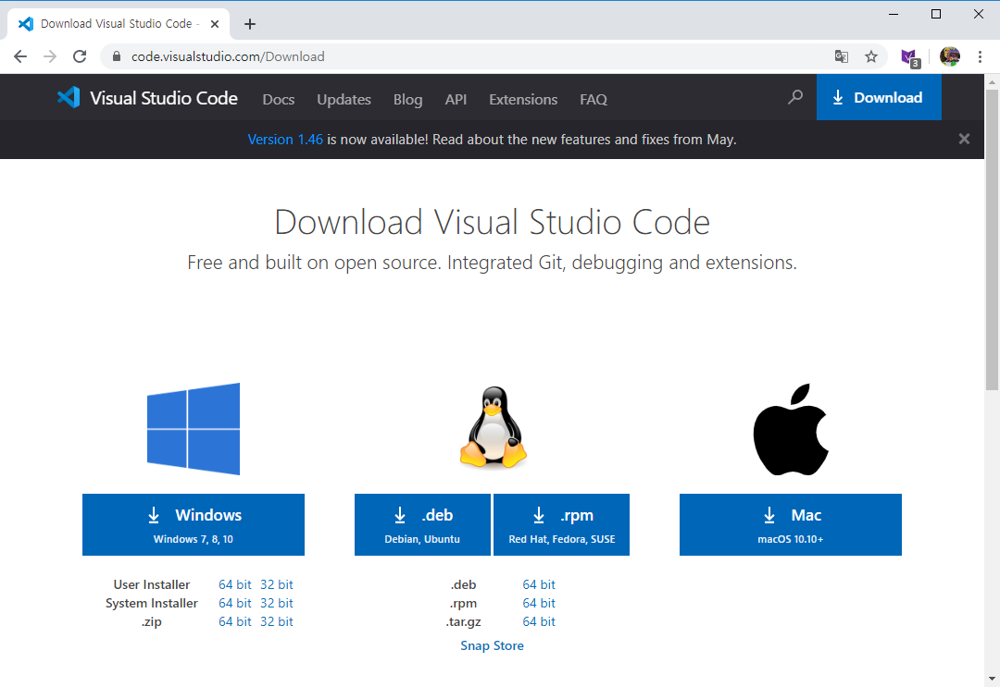 Download Visual Studio Code -
code.visualstudio.com/Download
3
Visual Studio Code Docs Updates Blog API Extensions FAQ Download
Version 1.46 is now available! Read about the new features and fixes from May.
Download Visual Studio Code
Free and built on open source. Integrated Git, debugging and extensions.
Windows
Windows 7, 8, 10
.deb
Debian, Ubuntu
.rpm
Red Hat, Fedora, SUSE
Mac
macOS 10.10+
User Installer 64 bit 32 bit
System Installer 64 bit 32 bit
.zip 64 bit 32 bit
.deb 64 bit
.rpm 64 bit
.tar.gz 64 bit
Snap Store